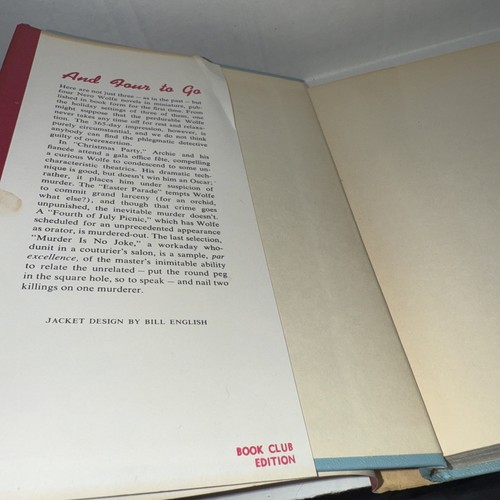 And Four to Go
Here are not just three – as in the past – but
four Nero Wolfe novels in miniature, pub-
lished in book form for the first time. From
the holiday settings of three of them, one
might suppose that the perdurable Wolfe
never takes any time off for rest and relaxa-
tion. The 365-day impression, however, is
purely circumstantial, and we do not think
anybody can find the phlegmatic detective
guilty of overexertion.
In "Christmas Party," Archie and his
fiancée attend a gala office fête, compelling
a curious Wolfe to condescend to some un-
characteristic theatrics. His dramatic tech-
nique is good, but doesn't win him an Oscar;
rather, it places him under suspicion of
murder. The "Easter Parade" tempts Wolfe
to commit grand larceny (for an orchid,
what else?), and though that crime goes
unpunished, the inevitable murder doesn't.
A "Fourth of July Picnic," which has Wolfe
scheduled for an unprecedented appearance
as orator, is murdered-out. The last selection,
"Murder Is No Joke," a workaday who-
dunit in a couturier's salon, is a sample, par
excellence, of the master's inimitable ability
to relate the unrelated – put the round peg
in the square hole, so to speak – and nail two
killings on one murderer.
JACKET DESIGN BY BILL ENGLISH
BOOK CLUB
EDITION